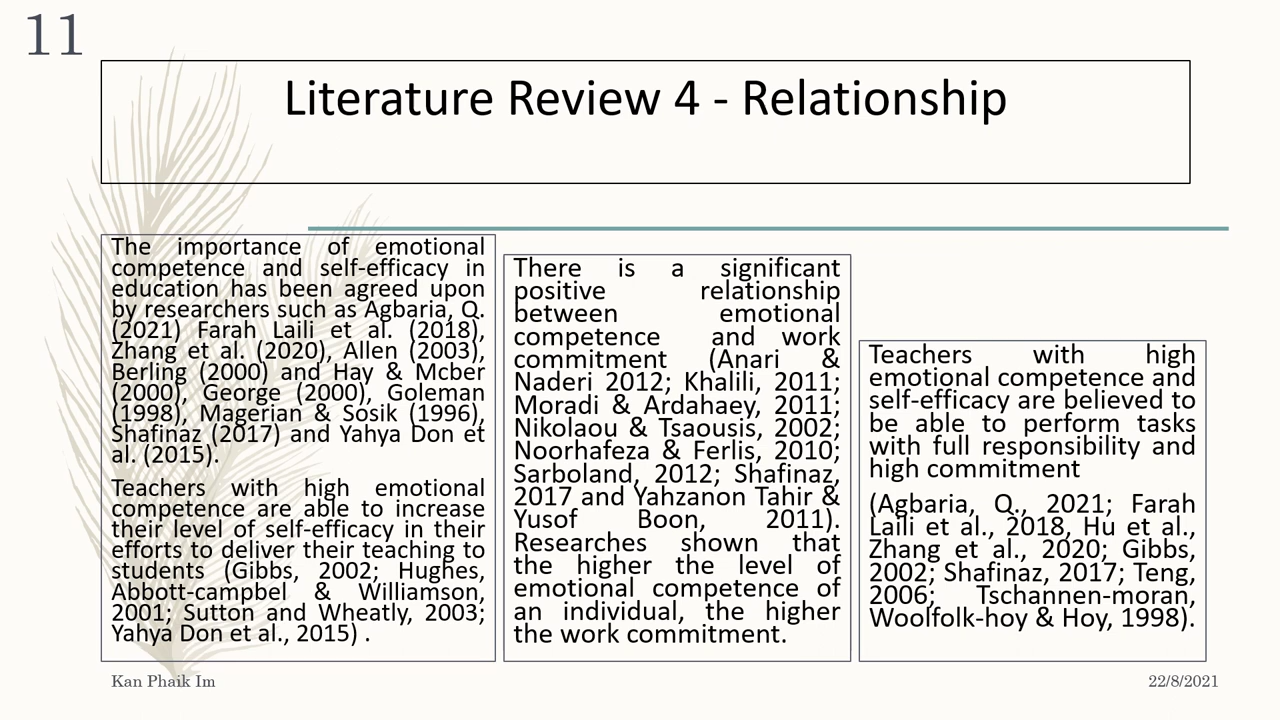 11
Literature Review 4 - Relationship
The importance of emotional
competence and self-efficacy in
education has been agreed upon
by researchers such as Agbaria, Q.
(2021) Farah Laili et al. (2018),
Zhang et al. (2020), Allen (2003),
Berling (2000) and Hay & Mcber
(2000), George (2000), Goleman
(1998), Magerian & Sosik (1996),
Shafinaz (2017) and Yahya Don et
al. (2015).
Teachers with high emotional
competence are able to increase
their level of self-efficacy in their
efforts to deliver their teaching to
students (Gibbs, 2002; Hughes,
Abbott-campbel & Williamson,
2001; Sutton and Wheatly, 2003;
Yahya Don et al., 2015) .
There is a significant
positive relationship
between emotional
competence and work
commitment (Anari &
Naderi 2012; Khalili, 2011;
Moradi & Ardahaey, 2011;
Nikolaou & Tsaousis, 2002;
Noorhafeza & Ferlis, 2010;
Sarboland, 2012; Shafinaz,
2017 and Yahzanon Tahir &
Yusof Boon, 2011).
Researches shown that
the higher the level of
emotional competence of
an individual, the higher
the work commitment.
Teachers with high
emotional competence and
self-efficacy are believed to
be able to perform tasks
with full responsibility and
high commitment
(Agbaria, Q., 2021; Farah
Laili et al., 2018, Hu et al.,
Zhang et al., 2020; Gibbs,
2002; Shafinaz, 2017; Teng,
2006; Tschannen-moran,
Woolfolk-hoy & Hoy, 1998).
Kan Phaik Im
22/8/2021